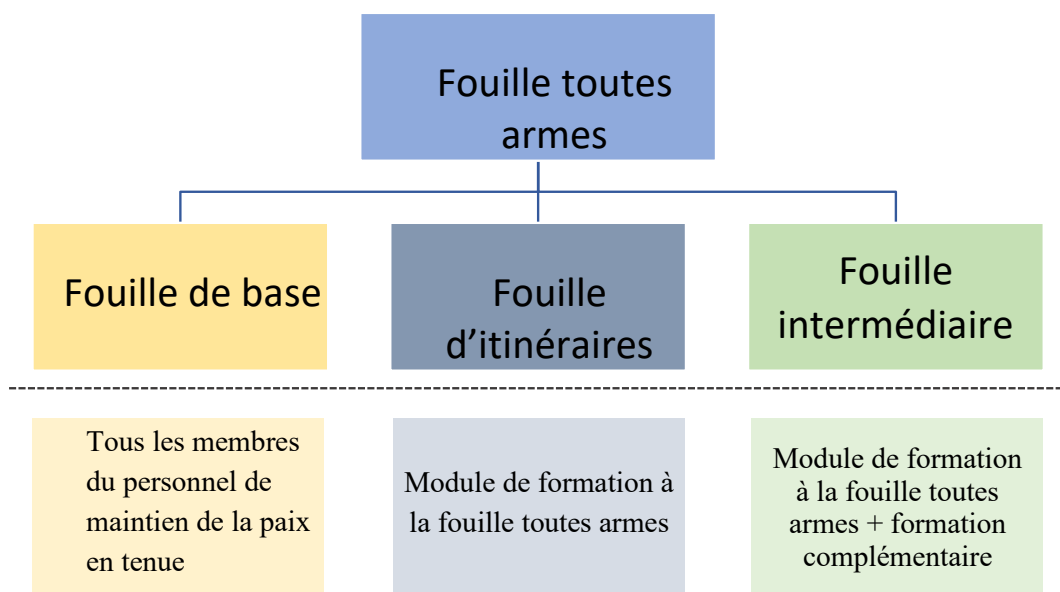 Fouille toutes
armes
Fouille de base
Fouille
d’itinéraires
Fouille
intermédiaire
Tous les membres
du personnel de
maintien de la paix
en tenue
Module de formation à
la fouille toutes armes
Module de formation
à la fouille toutes
armes + formation
complémentaire